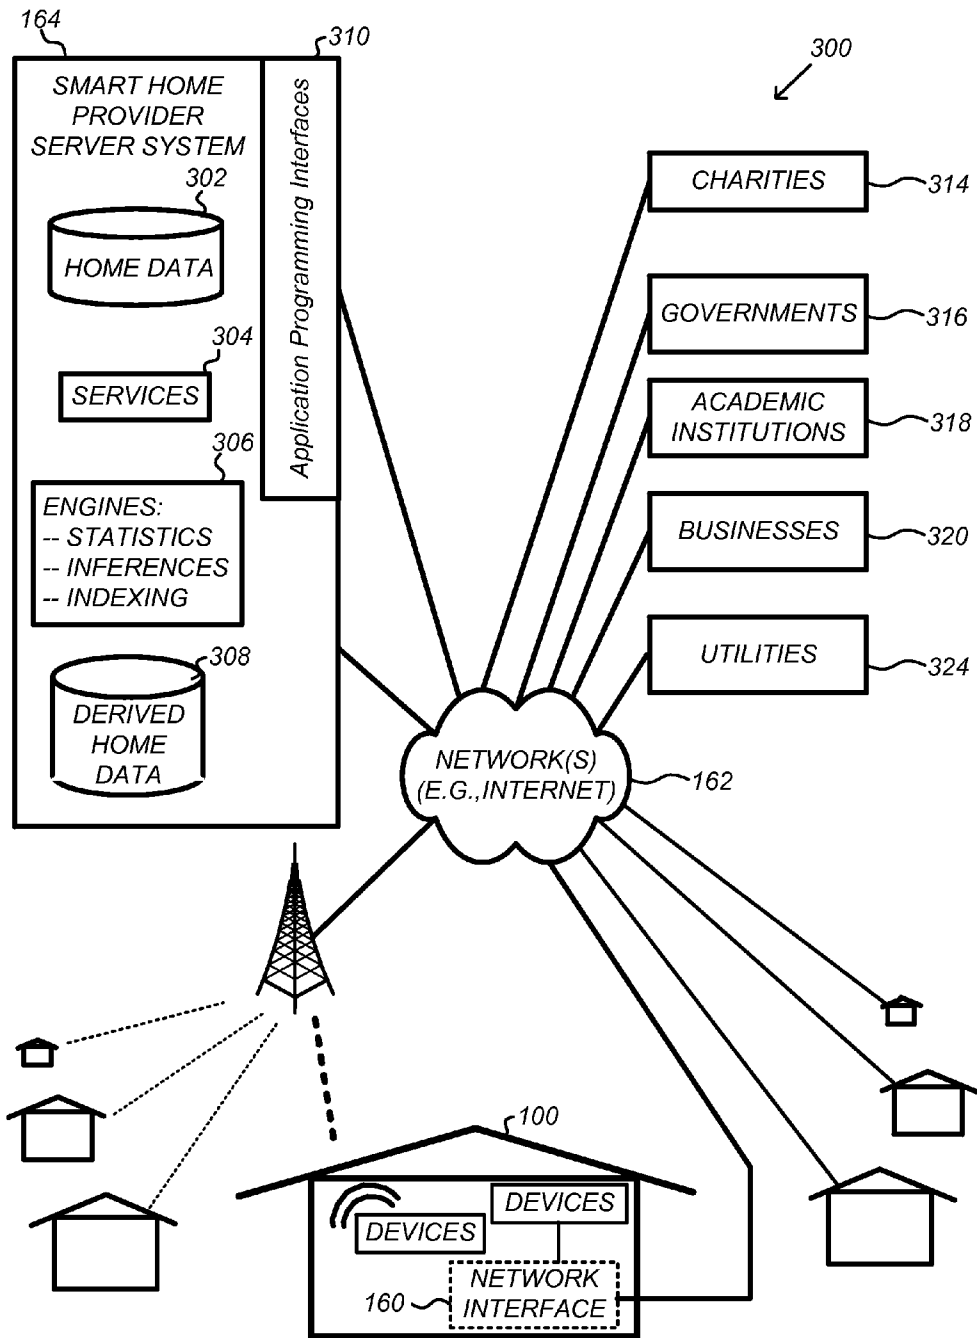 164
310
300
SMART HOME
PROVIDER
SERVER SYSTEM
Application Programming Interfaces
302
HOME DATA
304
SERVICES
306
ENGINES:
-- STATISTICS
-- INFERENCES
-- INDEXING
308
DERIVED
HOME
DATA
CHARITIES
314
GOVERNMENTS
316
ACADEMIC
INSTITUTIONS
318
BUSINESSES
320
UTILITIES
324
NETWORK(S)
(E.G.,INTERNET)
162
100
DEVICES
DEVICES
NETWORK
INTERFACE
160